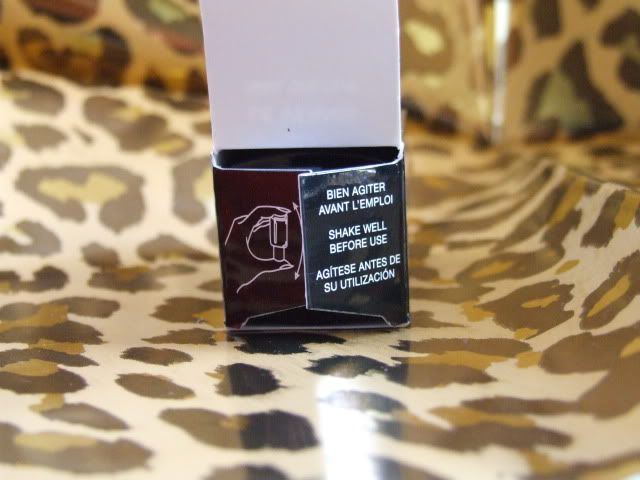 BIEN AGITER
AVANT L'EMPLOI
SHAKE WELL
BEFORE USE
AGÍTESE ANTES DE
SU UTILIZACIÓN